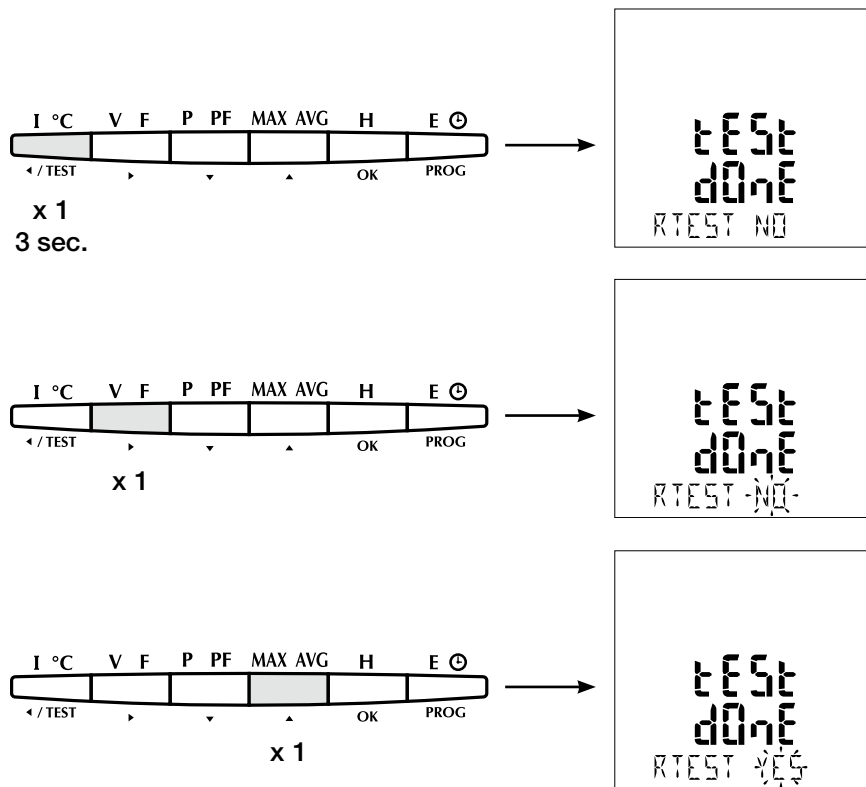 I °C V F P PF MAX AVG H E
/ TEST OK PROG
x 1
3 sec.
tESt
dOnE
RTEST NO
I °C V F P PF MAX AVG H E
/ TEST OK PROG
x 1
tESt
dOnE
RTEST NO
I °C V F P PF MAX AVG H E
/ TEST OK PROG
x 1
tESt
dOnE
RTEST YES